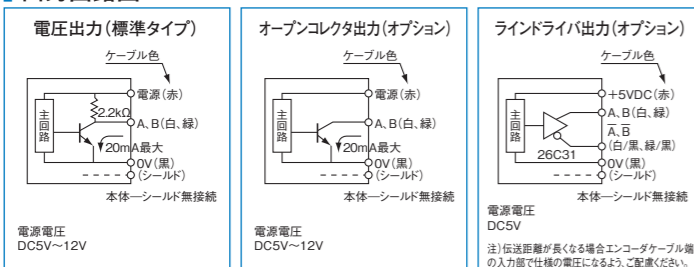 電圧出力(標準タイプ)
ケーブル色
主回路
電源(赤)
2.2kΩ
A、B(白、緑)
20mA最大
0V(黒)
(シールド)
本体―シールド無接続
電源電圧
DC5V～12V
オープンコレクタ出力(オプション)
ケーブル色
主回路
電源(赤)
A、B(白、緑)
20mA最大
0V(黒)
(シールド)
本体―シールド無接続
電源電圧
DC5V～12V
ラインドライバ出力(オプション)
ケーブル色
主回路
+5VDC(赤)
A、B(白、緑)
A̅、B̅
(白/黒、緑/黒)
26C31
0V(黒)
(シールド)
本体―シールド無接続
電源電圧
DC5V
注)伝送距離が長くなる場合エンコーダケーブル端
の入力部で仕様の電圧になるよう、ご配慮ください。